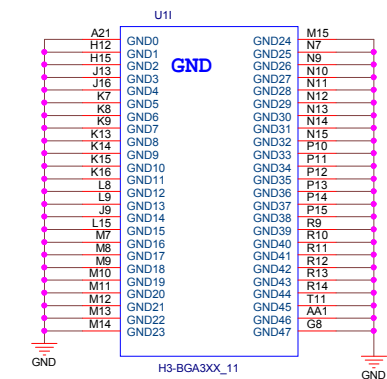 U1I
GND
A21 GND0 GND24 M15
H12 GND1 GND25 N7
H15 GND2 GND26 N9
J13 GND3 GND27 N10
J16 GND4 GND28 N11
K7 GND5 GND29 N12
K8 GND6 GND30 N13
K9 GND7 GND31 N14
K13 GND8 GND32 N15
K14 GND9 GND33 P10
K15 GND10 GND34 P11
K16 GND11 GND35 P12
L8 GND12 GND36 P13
L9 GND13 GND37 P14
J9 GND14 GND38 P15
L15 GND15 GND39 R9
M7 GND16 GND40 R10
M8 GND17 GND41 R11
M9 GND18 GND42 R12
M10 GND19 GND43 R13
M11 GND20 GND44 R14
M12 GND21 GND45 T11
M13 GND22 GND46 AA1
M14 GND23 GND47 G8
GND GND
H3-BGA3XX_11